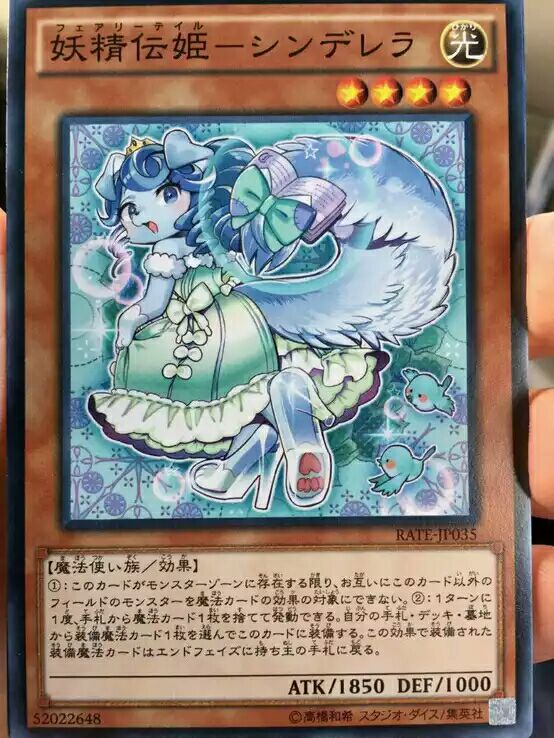 フェアリーテイル
妖精伝姫－シンデレラ
ひかり
光
RATE-JP035
【魔法使い族／効果】
①：このカードがモンスターゾーンに存在する限り、お互いにこのカード以外の
フィールドのモンスターを魔法カードの効果の対象にできない。②：１ターンに
１度、手札から魔法カード１枚を捨てて発動できる。自分の手札・デッキ・墓地
から装備魔法カード１枚を選んでこのカードに装備する。この効果で装備された
装備魔法カードはエンドフェイズに持ち主の手札に戻る。
ATK/1850 DEF/1000
52022648 ©高橋和希 スタジオ・ダイス/集英社